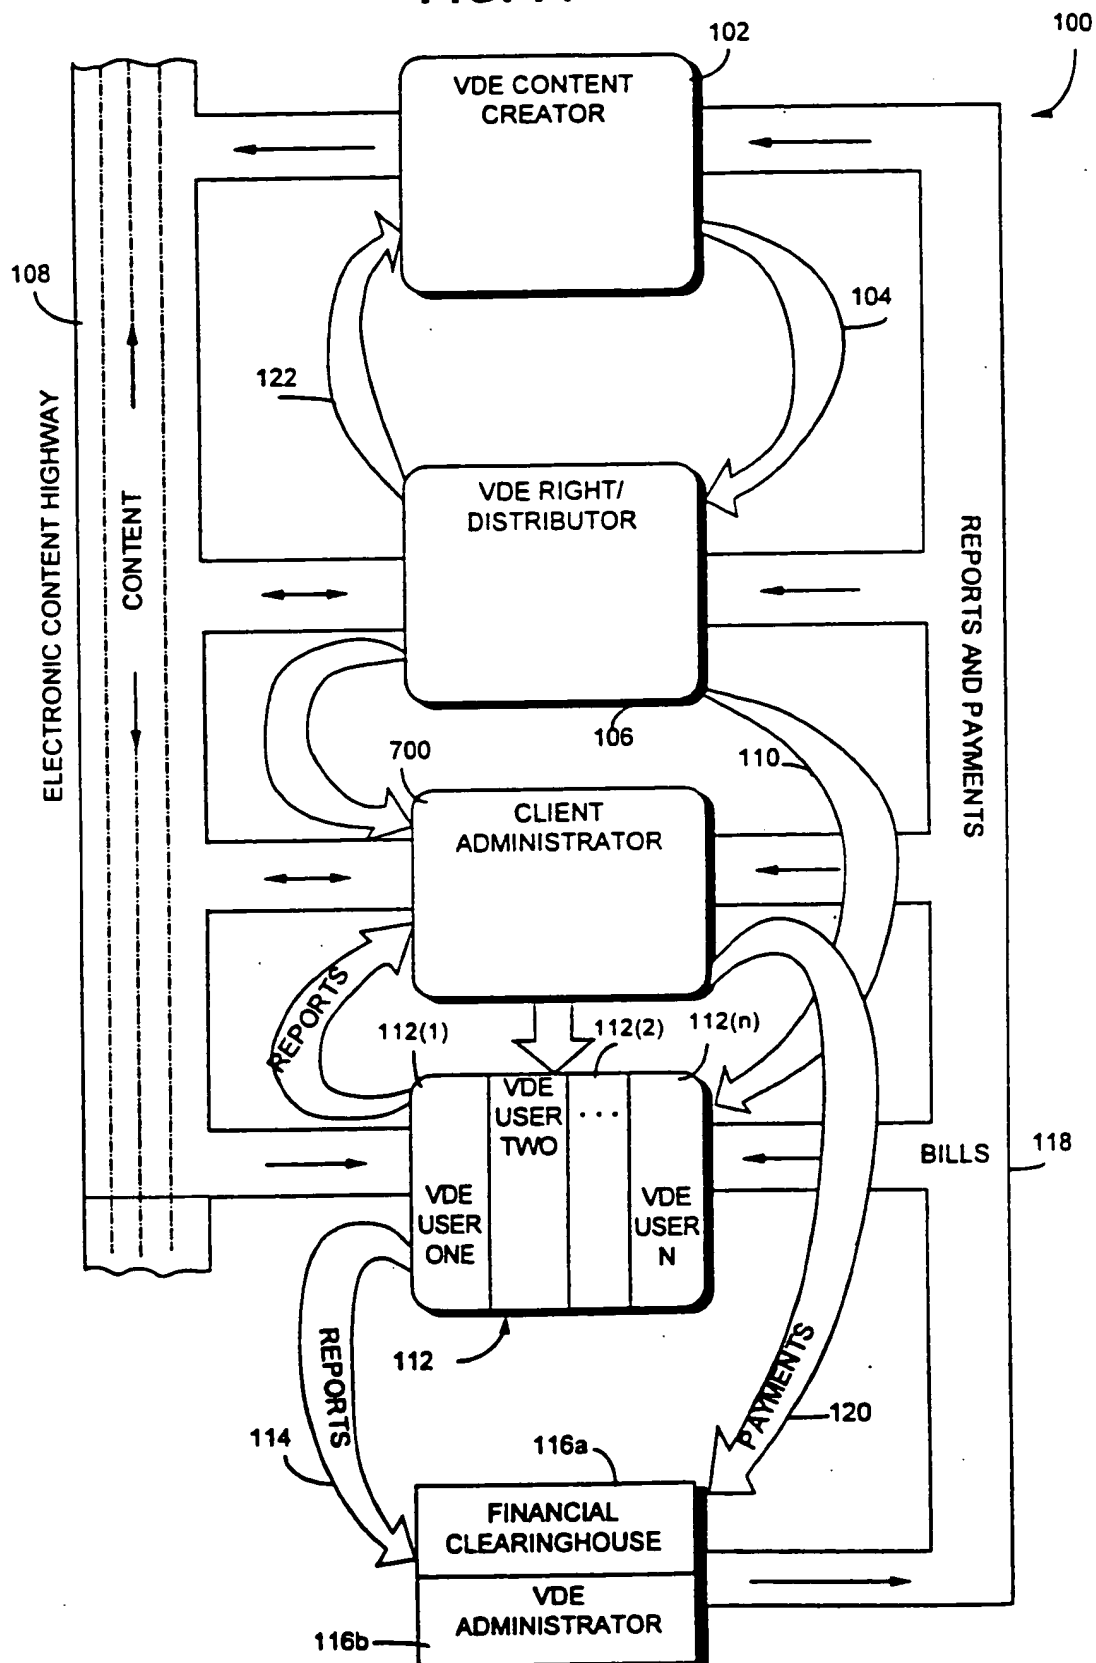 102
100
VDE CONTENT
CREATOR
108
104
122
ELECTRONIC CONTENT HIGHWAY
CONTENT
VDE RIGHT/
DISTRIBUTOR
REPORTS AND PAYMENTS
106
700
110
CLIENT
ADMINISTRATOR
REPORTS
112(1)
112(2)
112(n)
VDE
USER
TWO
...
VDE
USER
ONE
VDE
USER
N
BILLS
118
112
REPORTS
PAYMENTS
114
120
116a
FINANCIAL
CLEARINGHOUSE
VDE
ADMINISTRATOR
116b